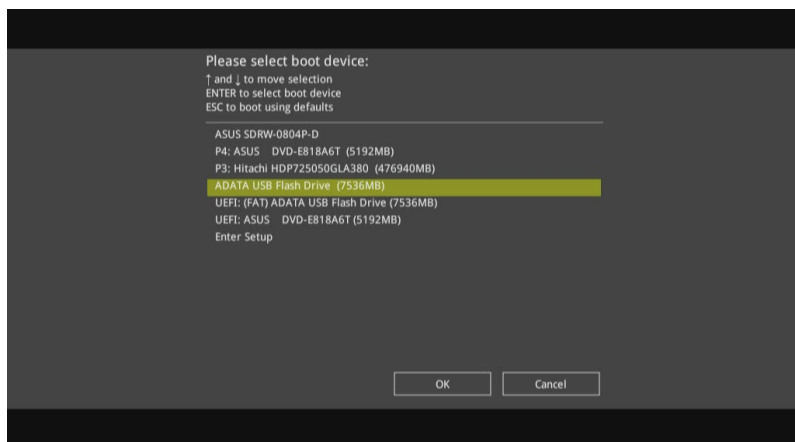 Please select boot device:
↑ and ↓ to move selection
ENTER to select boot device
ESC to boot using defaults
ASUS SDRW-0804P-D
P4: ASUS DVD-E818A6T (5192MB)
P3: Hitachi HDP725050GLA380 (476940MB)
ADATA USB Flash Drive (7536MB)
UEFI: (FAT) ADATA USB Flash Drive (7536MB)
UEFI: ASUS DVD-E818A6T (5192MB)
Enter Setup
OK Cancel